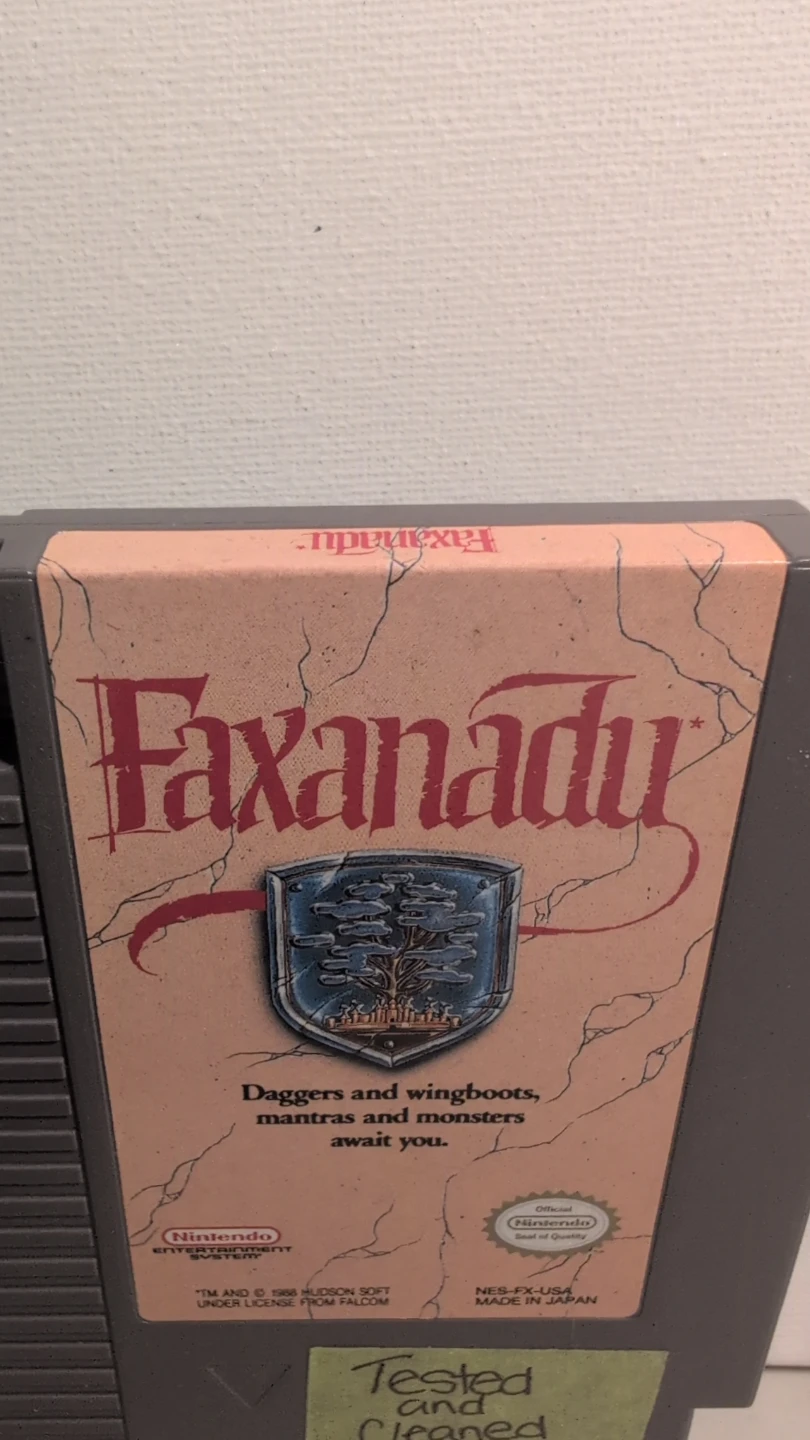 Faxanadu*
Faxanadu*
Daggers and wingboots,
mantras and monsters
await you.
Nintendo
ENTERTAINMENT
SYSTEM®
Official
Nintendo
Seal of Quality
*TM AND © 1988 HUDSON SOFT
UNDER LICENSE FROM FALCOM
NES-FX-USA
MADE IN JAPAN
Tested
and
Cleaned